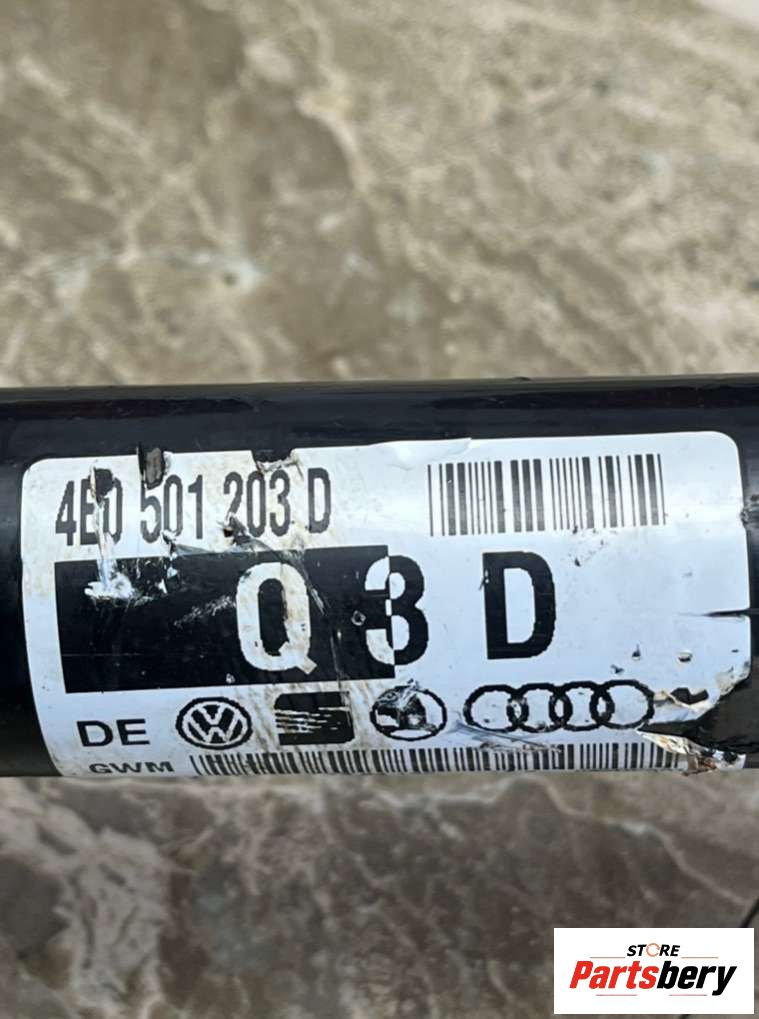 4E0 501 203 D
Q 3 D
DE
GWM
STORE
Partsbery